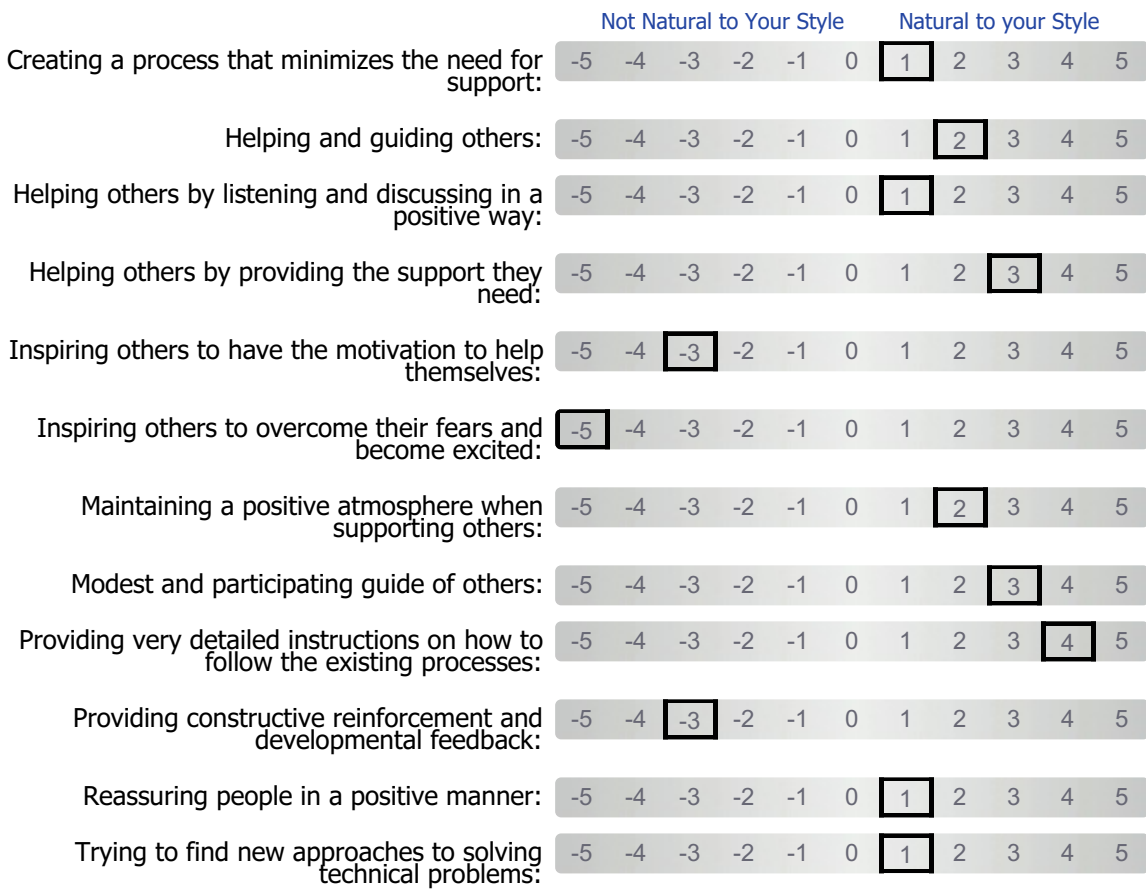 Not Natural to Your Style Natural to your Style
Creating a process that minimizes the need for
support:
-5 -4 -3 -2 -1 0 1 2 3 4 5
Helping and guiding others:
-5 -4 -3 -2 -1 0 1 2 3 4 5
Helping others by listening and discussing in a
positive way:
-5 -4 -3 -2 -1 0 1 2 3 4 5
Helping others by providing the support they
need:
-5 -4 -3 -2 -1 0 1 2 3 4 5
Inspiring others to have the motivation to help
themselves:
-5 -4 -3 -2 -1 0 1 2 3 4 5
Inspiring others to overcome their fears and
become excited:
-5 -4 -3 -2 -1 0 1 2 3 4 5
Maintaining a positive atmosphere when
supporting others:
-5 -4 -3 -2 -1 0 1 2 3 4 5
Modest and participating guide of others:
-5 -4 -3 -2 -1 0 1 2 3 4 5
Providing very detailed instructions on how to
follow the existing processes:
-5 -4 -3 -2 -1 0 1 2 3 4 5
Providing constructive reinforcement and
developmental feedback:
-5 -4 -3 -2 -1 0 1 2 3 4 5
Reassuring people in a positive manner:
-5 -4 -3 -2 -1 0 1 2 3 4 5
Trying to find new approaches to solving
technical problems:
-5 -4 -3 -2 -1 0 1 2 3 4 5